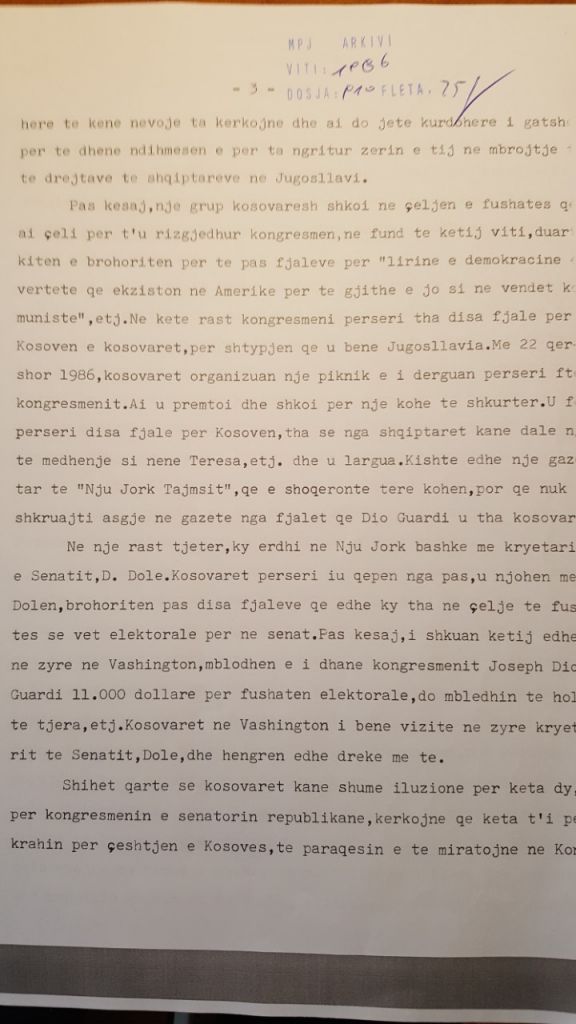 MPJ ARKIVI
VITI: 1986
- 3 - DOSJA: FLETA. 75
here te kene nevoje ta kerkojne dhe ai do jete kurdohere i gatsh
per te dhene ndihmesen e per ta ngritur zerin e tij ne mbrojtje
te drejtave te shqiptareve ne Jugosllavi.
Pas kesaj,nje grup kosovaresh shkoi ne çeljen e fushates q
ai çeli per t'u rizgjedhur kongresmen,ne fund te ketij viti,duar
kiten e brohoriten per te pas fjaleve per "lirine e demokracine
vertete qe ekziston ne Amerike per te gjithe e jo si ne vendet k
muniste",etj.Ne kete rast kongresmeni perseri tha disa fjale per
Kosoven e kosovaret,per shtypjen qe u bene Jugosllavia.Me 22 qer-
shor 1986,kosovaret organizuan nje piknik e i derguan perseri ft
kongresmenit.Ai u premtoi dhe shkoi per nje kohe te shkurter.U f
perseri disa fjale per Kosoven,tha se nga shqiptaret kane dale n
te medhenje si nene Teresa,etj. dhe u largua.Kishte edhe nje gaz
tar te "Nju Jork Tajmsit",qe e shoqeronte tere kohen,por qe nuk
shkruajti asgje ne gazete nga fjalet qe Dio Guardi u tha kosovar
Ne nje rast tjeter,ky erdhi ne Nju Jork bashke me kryetari
e Senatit,D. Dole.Kosovaret perseri iu qepen nga pas,u njohen me
Dolen,brohoriten pas disa fjaleve qe edhe ky tha ne çelje te fus
tes se vet elektorale per ne senat.Pas kesaj,i shkuan ketij edhe
ne zyre ne Vashington,mblodhen e i dhane kongresmenit Joseph Dio
Guardi 11.000 dollare per fushaten elektorale,do mbledhin te hol
te tjera,etj.Kosovaret ne Vashington i bene vizite ne zyre kryet
rit te Senatit,Dole,dhe hengren edhe dreke me te.
Shihet qarte se kosovaret kane shume iluzione per keta dy,
per kongresmenin e senatorin republikane,kerkojne qe keta t'i pe
krahin per çeshtjen e Kosoves,te paraqesin e te miratojne ne Kon